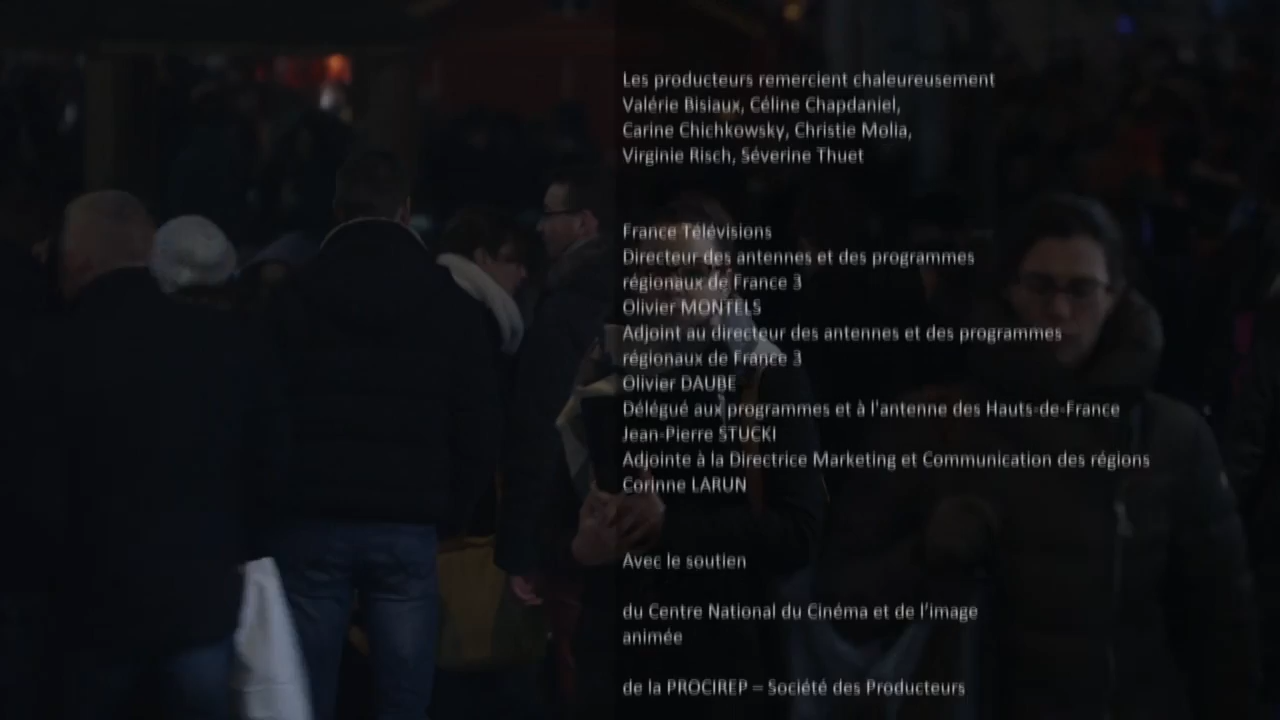 Les producteurs remercient chaleureusement
Valérie Bisiaux, Céline Chapdaniel,
Carine Chichkowsky, Christie Molia,
Virginie Risch, Séverine Thuet
France Télévisions
Directeur des antennes et des programmes
régionaux de France 3
Olivier MONTELS
Adjoint au directeur des antennes et des programmes
régionaux de France 3
Olivier DAUBE
Délégué aux programmes et à l'antenne des Hauts-de-France
Jean-Pierre STUCKI
Adjointe à la Directrice Marketing et Communication des régions
Corinne LARUN
Avec le soutien
du Centre National du Cinéma et de l’image
animée
de la PROCIREP – Société des Producteurs